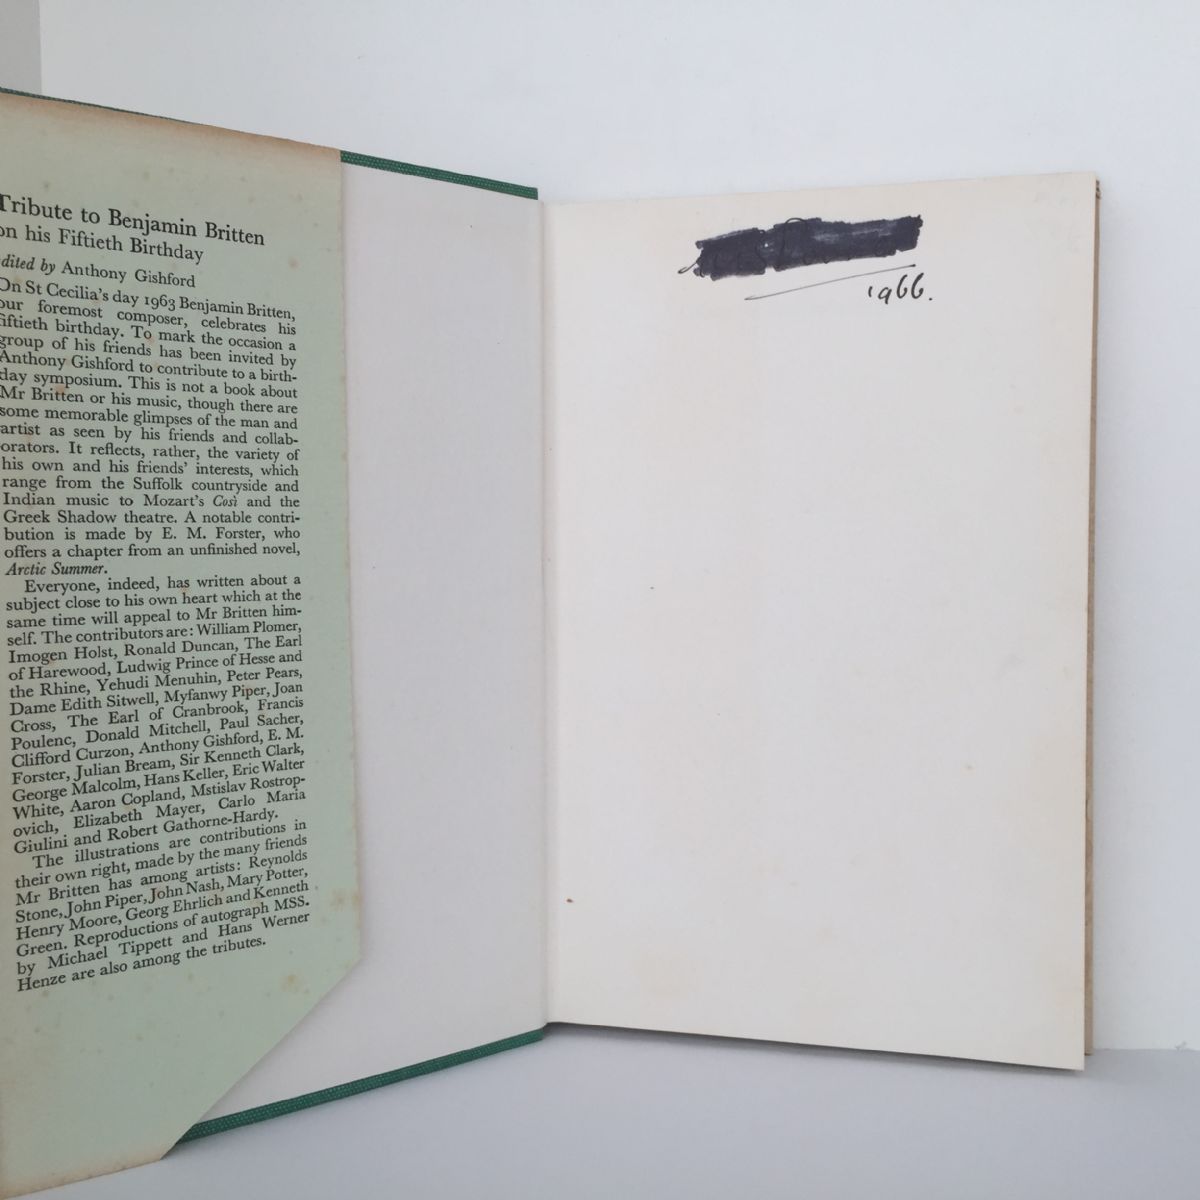 Tribute to Benjamin Britten
on his Fiftieth Birthday
edited by Anthony Gishford
On St Cecilia's day 1963 Benjamin Britten,
our foremost composer, celebrates his
fiftieth birthday. To mark the occasion a
group of his friends has been invited by
Anthony Gishford to contribute to a birth-
day symposium. This is not a book about
Mr Britten or his music, though there are
some memorable glimpses of the man and
artist as seen by his friends and collab-
orators. It reflects, rather, the variety of
his own and his friends' interests, which
range from the Suffolk countryside and
Indian music to Mozart's Così and the
Greek Shadow theatre. A notable contri-
bution is made by E. M. Forster, who
offers a chapter from an unfinished novel,
Arctic Summer.
Everyone, indeed, has written about a
subject close to his own heart which at the
same time will appeal to Mr Britten him-
self. The contributors are: William Plomer,
Imogen Holst, Ronald Duncan, The Earl
of Harewood, Ludwig Prince of Hesse and
the Rhine, Yehudi Menuhin, Peter Pears,
Dame Edith Sitwell, Myfanwy Piper, Joan
Cross, The Earl of Cranbrook, Francis
Poulenc, Donald Mitchell, Paul Sacher,
Clifford Curzon, Anthony Gishford, E. M.
Forster, Julian Bream, Sir Kenneth Clark,
George Malcolm, Hans Keller, Eric Walter
White, Aaron Copland, Mstislav Rostrop-
ovich, Elizabeth Mayer, Carlo Maria
Giulini and Robert Gathorne-Hardy.
The illustrations are contributions in
their own right, made by the many friends
Mr Britten has among artists: Reynolds
Stone, John Piper, John Nash, Mary Potter,
Henry Moore, Georg Ehrlich and Kenneth
Green. Reproductions of autograph MSS.
by Michael Tippett and Hans Werner
Henze are also among the tributes.
1966.